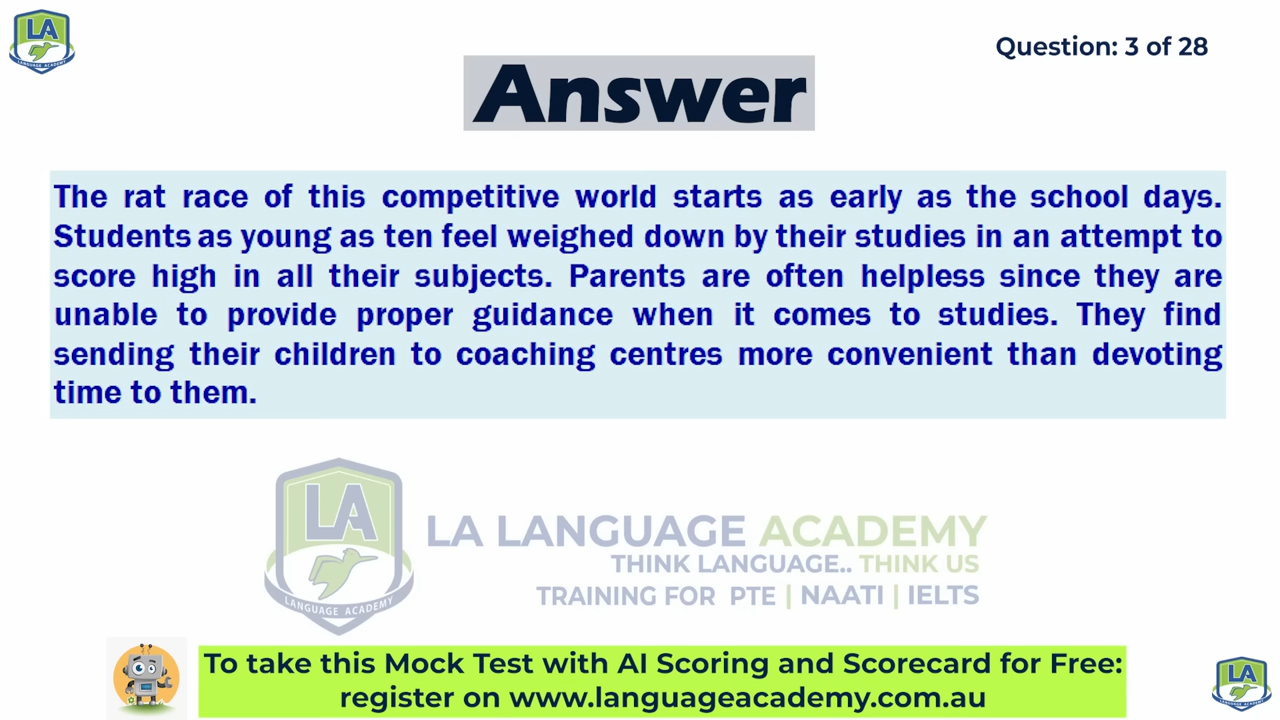 LA
LANGUAGE ACADEMY
Question: 3 of 28
Answer
The rat race of this competitive world starts as early as the school days.
Students as young as ten feel weighed down by their studies in an attempt to
score high in all their subjects. Parents are often helpless since they are
unable to provide proper guidance when it comes to studies. They find
sending their children to coaching centres more convenient than devoting
time to them.
LA
LANGUAGE ACADEMY
LA LANGUAGE ACADEMY
THINK LANGUAGE.. THINK US
TRAINING FOR PTE | NAATI | IELTS
To take this Mock Test with AI Scoring and Scorecard for Free:
register on www.languageacademy.com.au
LA
LANGUAGE ACADEMY